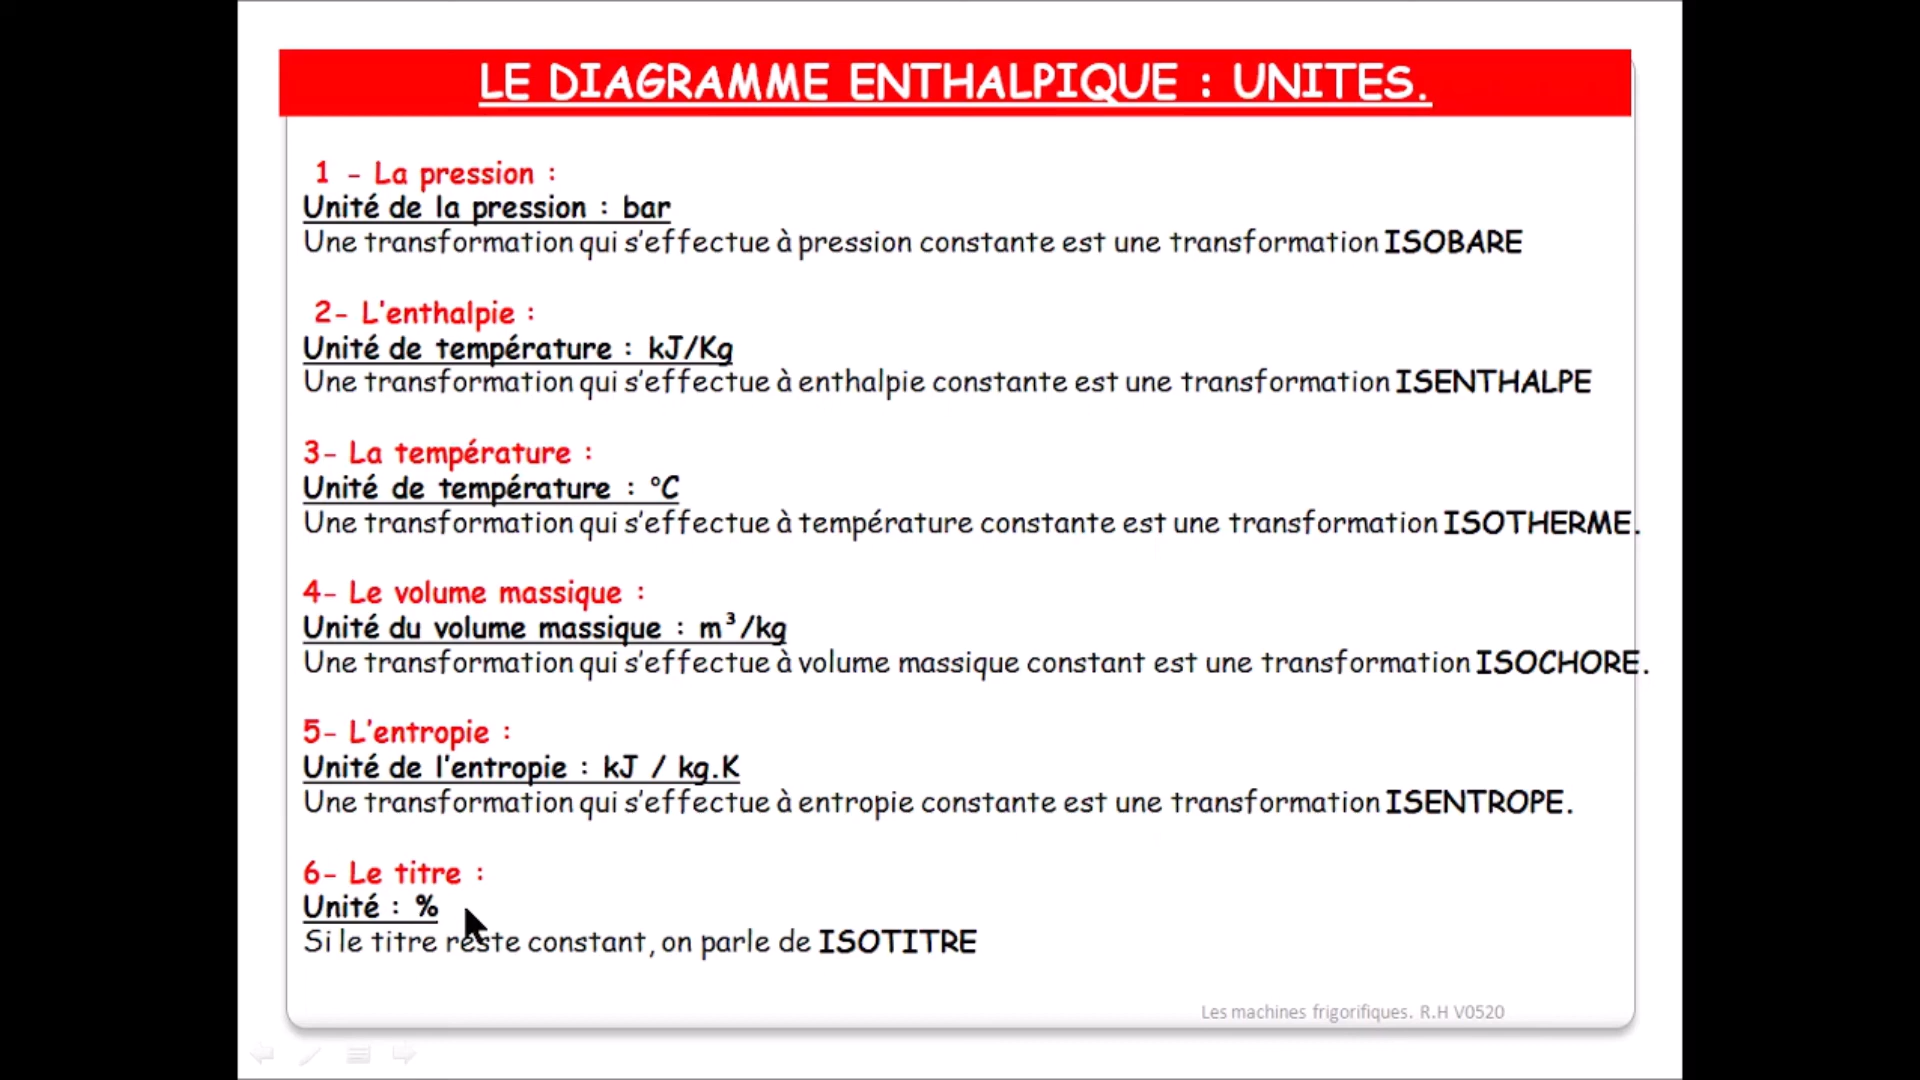 LE DIAGRAMME ENTHALPIQUE : UNITES.
1 - La pression :
Unité de la pression : bar
Une transformation qui s'effectue à pression constante est une transformation ISOBARE
2- L'enthalpie :
Unité de température : kJ/Kg
Une transformation qui s'effectue à enthalpie constante est une transformation ISENTHALPE
3- La température :
Unité de température : °C
Une transformation qui s'effectue à température constante est une transformation ISOTHERME.
4- Le volume massique :
Unité du volume massique : m³/kg
Une transformation qui s'effectue à volume massique constant est une transformation ISOCHORE.
5- L'entropie :
Unité de l'entropie : kJ / kg.K
Une transformation qui s'effectue à entropie constante est une transformation ISENTROPE.
6- Le titre :
Unité : %
Si le titre reste constant, on parle de ISOTITRE
Les machines frigorifiques. R.H V0520